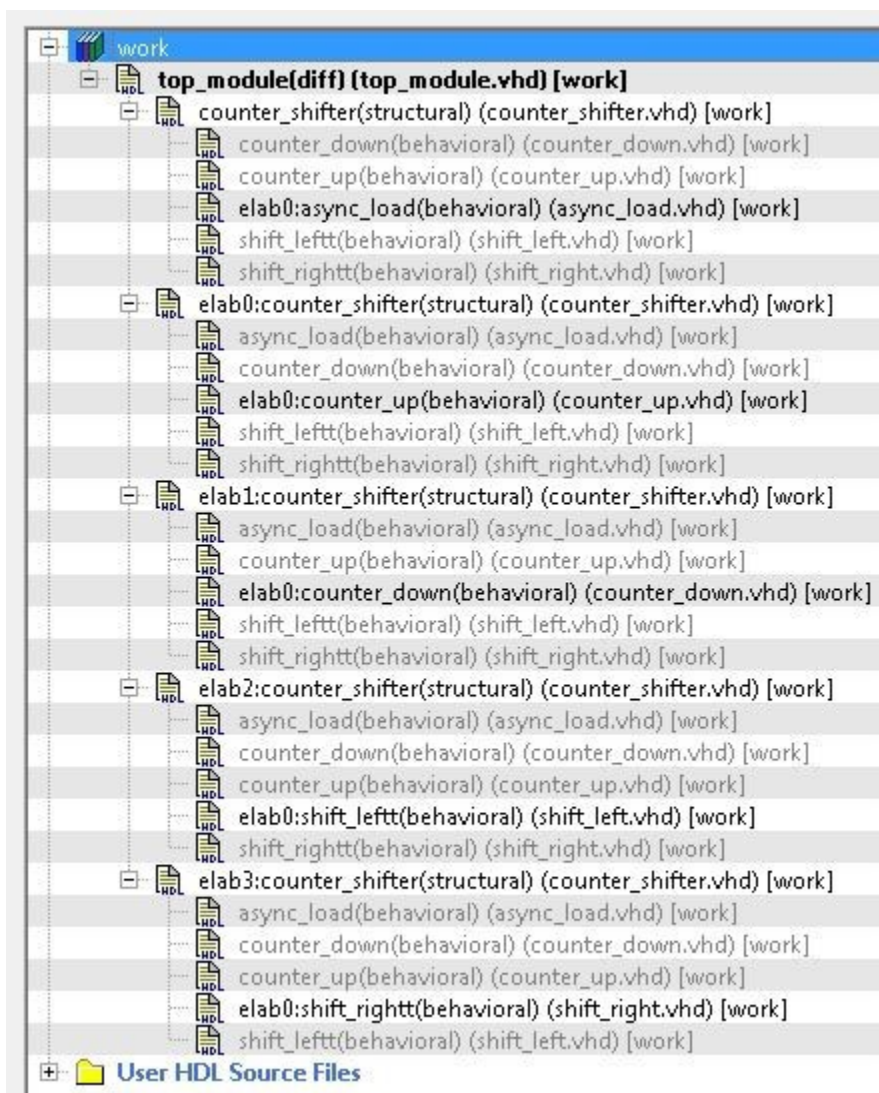 work
top_module(diff) (top_module.vhd) [work]
counter_shifter(structural) (counter_shifter.vhd) [work]
counter_down(behavioral) (counter_down.vhd) [work]
counter_up(behavioral) (counter_up.vhd) [work]
elab0:async_load(behavioral) (async_load.vhd) [work]
shift_leftt(behavioral) (shift_left.vhd) [work]
shift_rightt(behavioral) (shift_right.vhd) [work]
elab0:counter_shifter(structural) (counter_shifter.vhd) [work]
async_load(behavioral) (async_load.vhd) [work]
counter_down(behavioral) (counter_down.vhd) [work]
elab0:counter_up(behavioral) (counter_up.vhd) [work]
shift_leftt(behavioral) (shift_left.vhd) [work]
shift_rightt(behavioral) (shift_right.vhd) [work]
elab1:counter_shifter(structural) (counter_shifter.vhd) [work]
async_load(behavioral) (async_load.vhd) [work]
counter_up(behavioral) (counter_up.vhd) [work]
elab0:counter_down(behavioral) (counter_down.vhd) [work]
shift_leftt(behavioral) (shift_left.vhd) [work]
shift_rightt(behavioral) (shift_right.vhd) [work]
elab2:counter_shifter(structural) (counter_shifter.vhd) [work]
async_load(behavioral) (async_load.vhd) [work]
counter_down(behavioral) (counter_down.vhd) [work]
counter_up(behavioral) (counter_up.vhd) [work]
elab0:shift_leftt(behavioral) (shift_left.vhd) [work]
shift_rightt(behavioral) (shift_right.vhd) [work]
elab3:counter_shifter(structural) (counter_shifter.vhd) [work]
async_load(behavioral) (async_load.vhd) [work]
counter_down(behavioral) (counter_down.vhd) [work]
counter_up(behavioral) (counter_up.vhd) [work]
elab0:shift_rightt(behavioral) (shift_right.vhd) [work]
shift_leftt(behavioral) (shift_left.vhd) [work]
User HDL Source Files